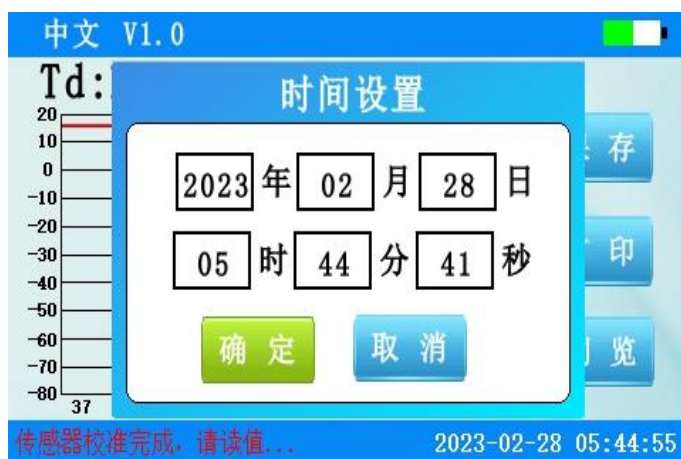 中文 V1.0
Td:
时间设置
20
10
0
-10
-20
-30
-40
-50
-60
-70
-80
37
2023 年 02 月 28 日
05 时 44 分 41 秒
确 定 取 消
存
印
览
传感器校准完成，请读值... 2023-02-28 05:44:55